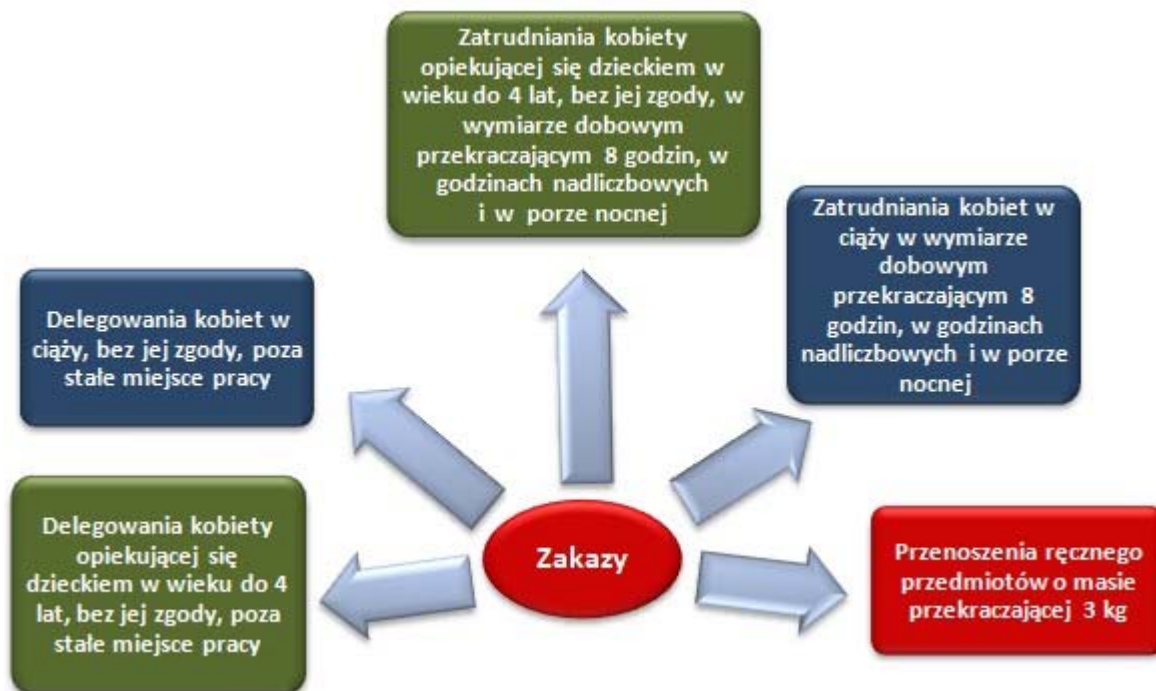 Zatrudniania kobiety
opiekującej się dzieckiem w
wieku do 4 lat, bez jej zgody, w
wymiarze dobowym
przekraczającym 8 godzin, w
godzinach nadliczbowych
i w porze nocnej
Zatrudniania kobiet w
ciąży w wymiarze
dobowym
przekraczającym 8
godzin, w godzinach
nadliczbowych i w porze
nocnej
Delegowania kobiet w
ciąży, bez jej zgody, poza
stałe miejsce pracy
Delegowania kobiety
opiekującej się
dzieckiem w wieku do 4
lat, bez jej zgody, poza
stałe miejsce pracy
Zakazy
Przenoszenia ręcznego
przedmiotów o masie
przekraczającej 3 kg